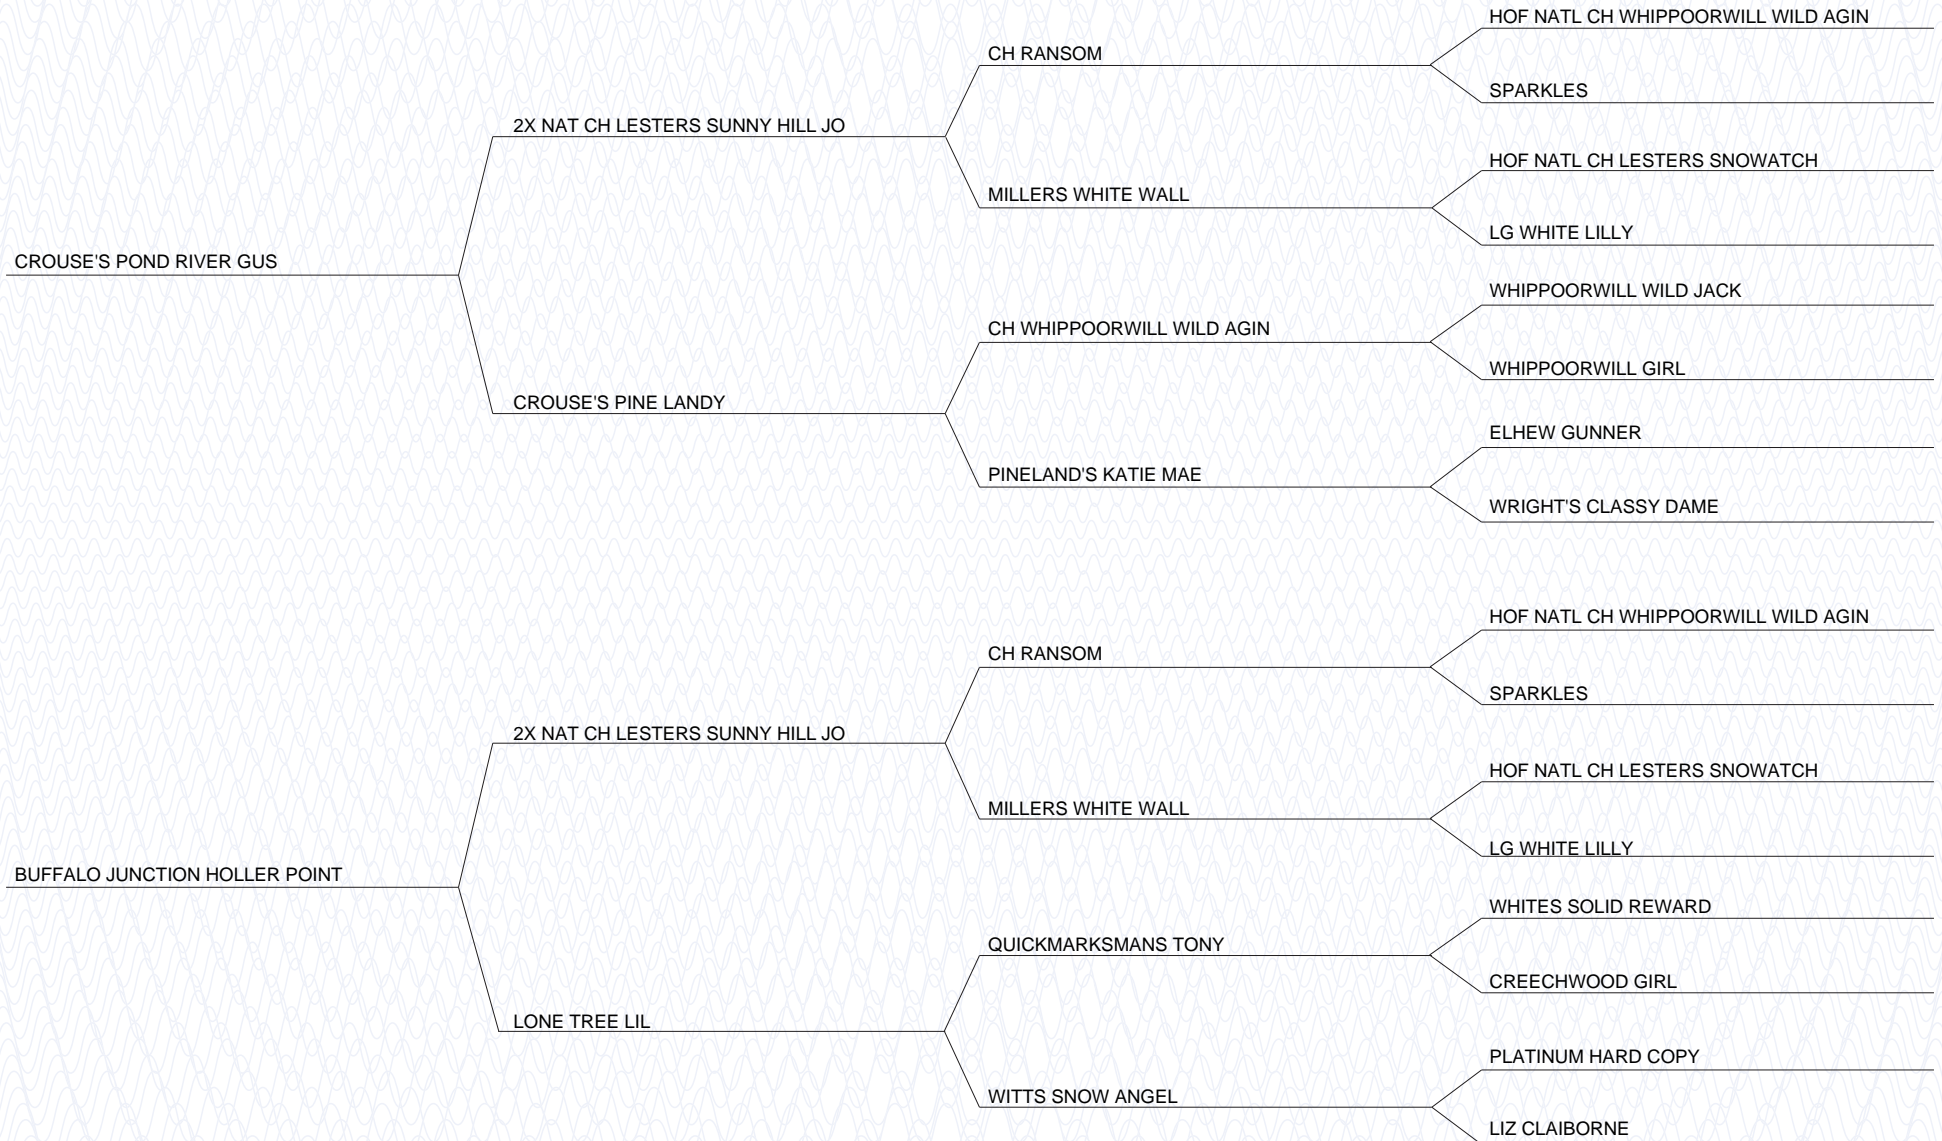 HOF NATL CH WHIPPOORWILL WILD AGIN
CH RANSOM
SPARKLES
2X NAT CH LESTERS SUNNY HILL JO
HOF NATL CH LESTERS SNOWATCH
MILLERS WHITE WALL
LG WHITE LILLY
CROUSE'S POND RIVER GUS
WHIPPOORWILL WILD JACK
CH WHIPPOORWILL WILD AGIN
WHIPPOORWILL GIRL
CROUSE'S PINE LANDY
ELHEW GUNNER
PINELAND'S KATIE MAE
WRIGHT'S CLASSY DAME
HOF NATL CH WHIPPOORWILL WILD AGIN
CH RANSOM
SPARKLES
2X NAT CH LESTERS SUNNY HILL JO
HOF NATL CH LESTERS SNOWATCH
MILLERS WHITE WALL
LG WHITE LILLY
BUFFALO JUNCTION HOLLER POINT
WHITES SOLID REWARD
QUICKMARKSMANS TONY
CREECHWOOD GIRL
LONE TREE LIL
PLATINUM HARD COPY
WITTS SNOW ANGEL
LIZ CLAIBORNE